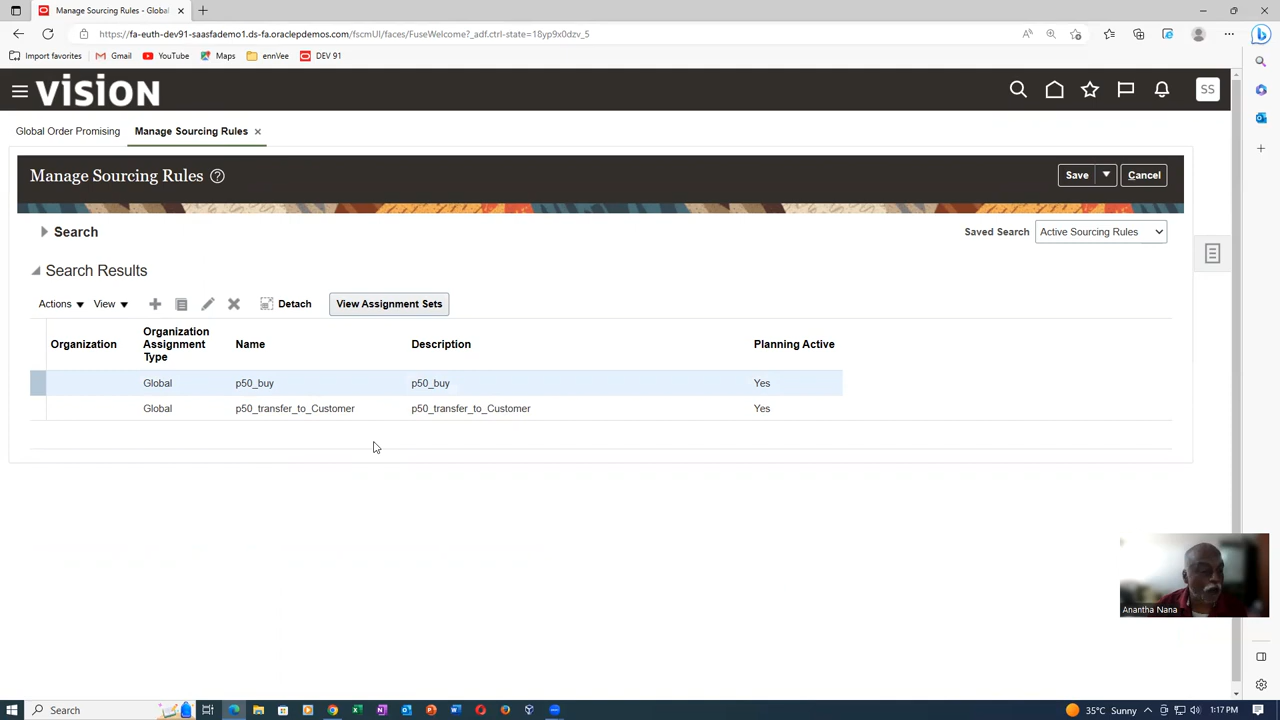 Manage Sourcing Rules - Global
https://fa-euth-dev91-saasfademo1.ds-fa.oraclepdemos.com/fscmUI/faces/FuseWelcome?_adf.ctrl-state=18yp9x0dzv_5
Import favorites Gmail YouTube Maps ennVee DEV 91
VISION
SS
Global Order Promising Manage Sourcing Rules
Manage Sourcing Rules
Save Cancel
Search
Saved Search Active Sourcing Rules
Search Results
Actions View Detach View Assignment Sets
Organization Organization Assignment Type Name Description Planning Active
Global p50_buy p50_buy Yes
Global p50_transfer_to_Customer p50_transfer_to_Customer Yes
Anantha Nana
Search 35°C Sunny 1:17 PM